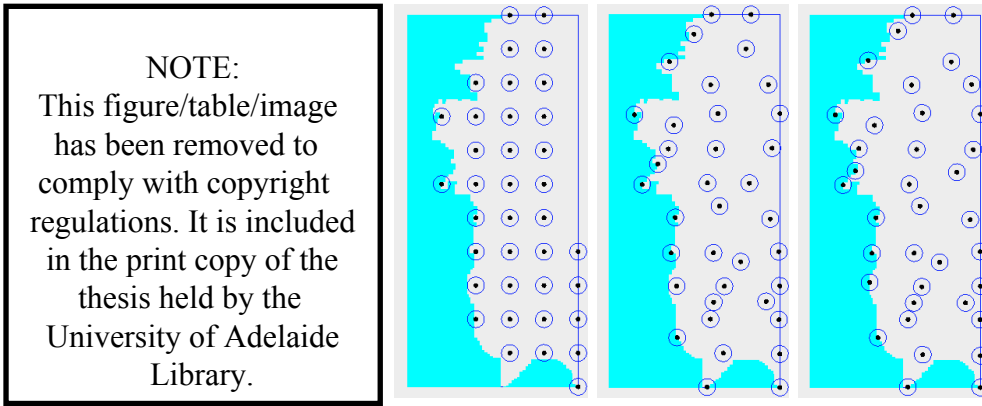 NOTE:
This figure/table/image
has been removed to
comply with copyright
regulations. It is included
in the print copy of the
thesis held by the
University of Adelaide
Library.